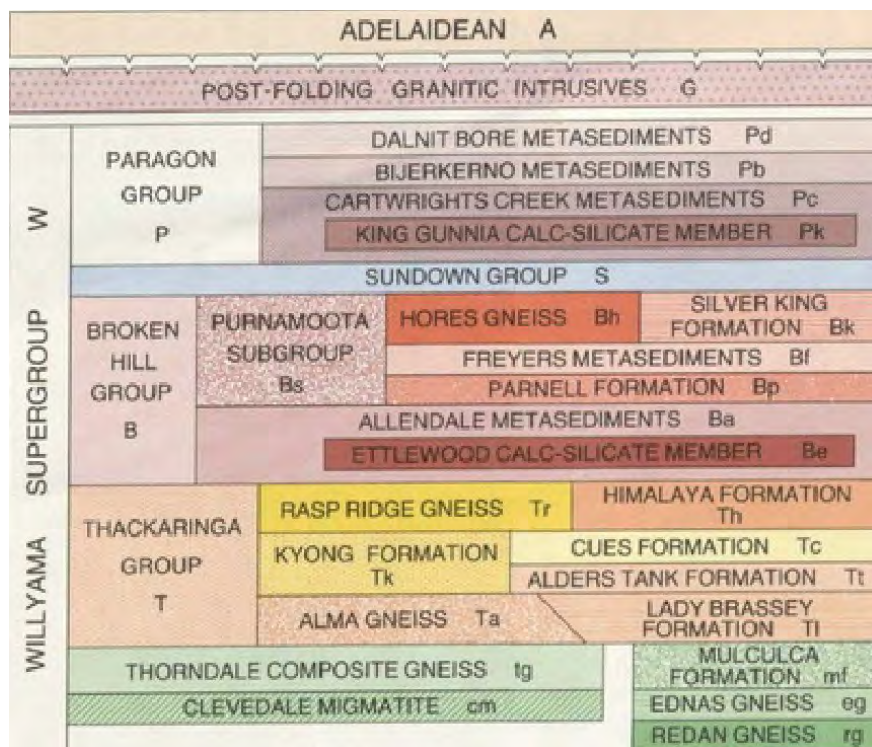 ADELAIDEAN A
POST-FOLDING GRANITIC INTRUSIVES G
WILLYAMA SUPERGROUP W
PARAGON
GROUP
P
DALNIT BORE METASEDIMENTS Pd
BIJERKERNO METASEDIMENTS Pb
CARTWRIGHTS CREEK METASEDIMENTS Pc
KING GUNNIA CALC-SILICATE MEMBER Pk
SUNDOWN GROUP S
BROKEN
HILL
GROUP
B
PURNAMOOTA
SUBGROUP
Bs
HORES GNEISS Bh
SILVER KING
FORMATION Bk
FREYERS METASEDIMENTS Bf
PARNELL FORMATION Bp
ALLENDALE METASEDIMENTS Ba
ETTLEWOOD CALC-SILICATE MEMBER Be
THACKARINGA
GROUP
T
RASP RIDGE GNEISS Tr
HIMALAYA FORMATION
Th
KYONG FORMATION
Tk
CUES FORMATION Tc
ALDERS TANK FORMATION Tt
ALMA GNEISS Ta
LADY BRASSEY
FORMATION Tl
THORNDALE COMPOSITE GNEISS tg
CLEVEDALE MIGMATITE cm
MULCULCA
FORMATION mf
EDNAS GNEISS eg
REDAN GNEISS rg